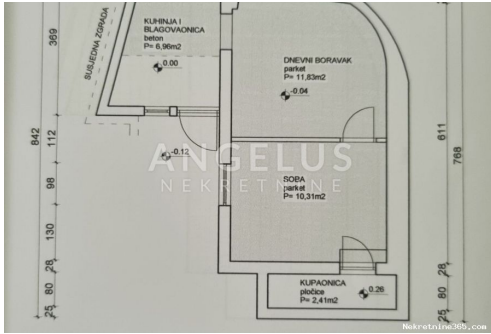 KUHINJA I
BLAGOVAONICA
beton
P= 6,96m2
0.00
SUSJEDNA ZGRADA
DNEVNI BORAVAK
parket
P= 11,83m2
-0.04
-0.12
ANGELUS
NEKRETNINE
SOBA
parket
P= 10,31m2
KUPAONICA
pločice
P= 2,41m2
0.26
369
842
112
98
130
28
80
25
611
768
28
80
25
Nekretnine365.com